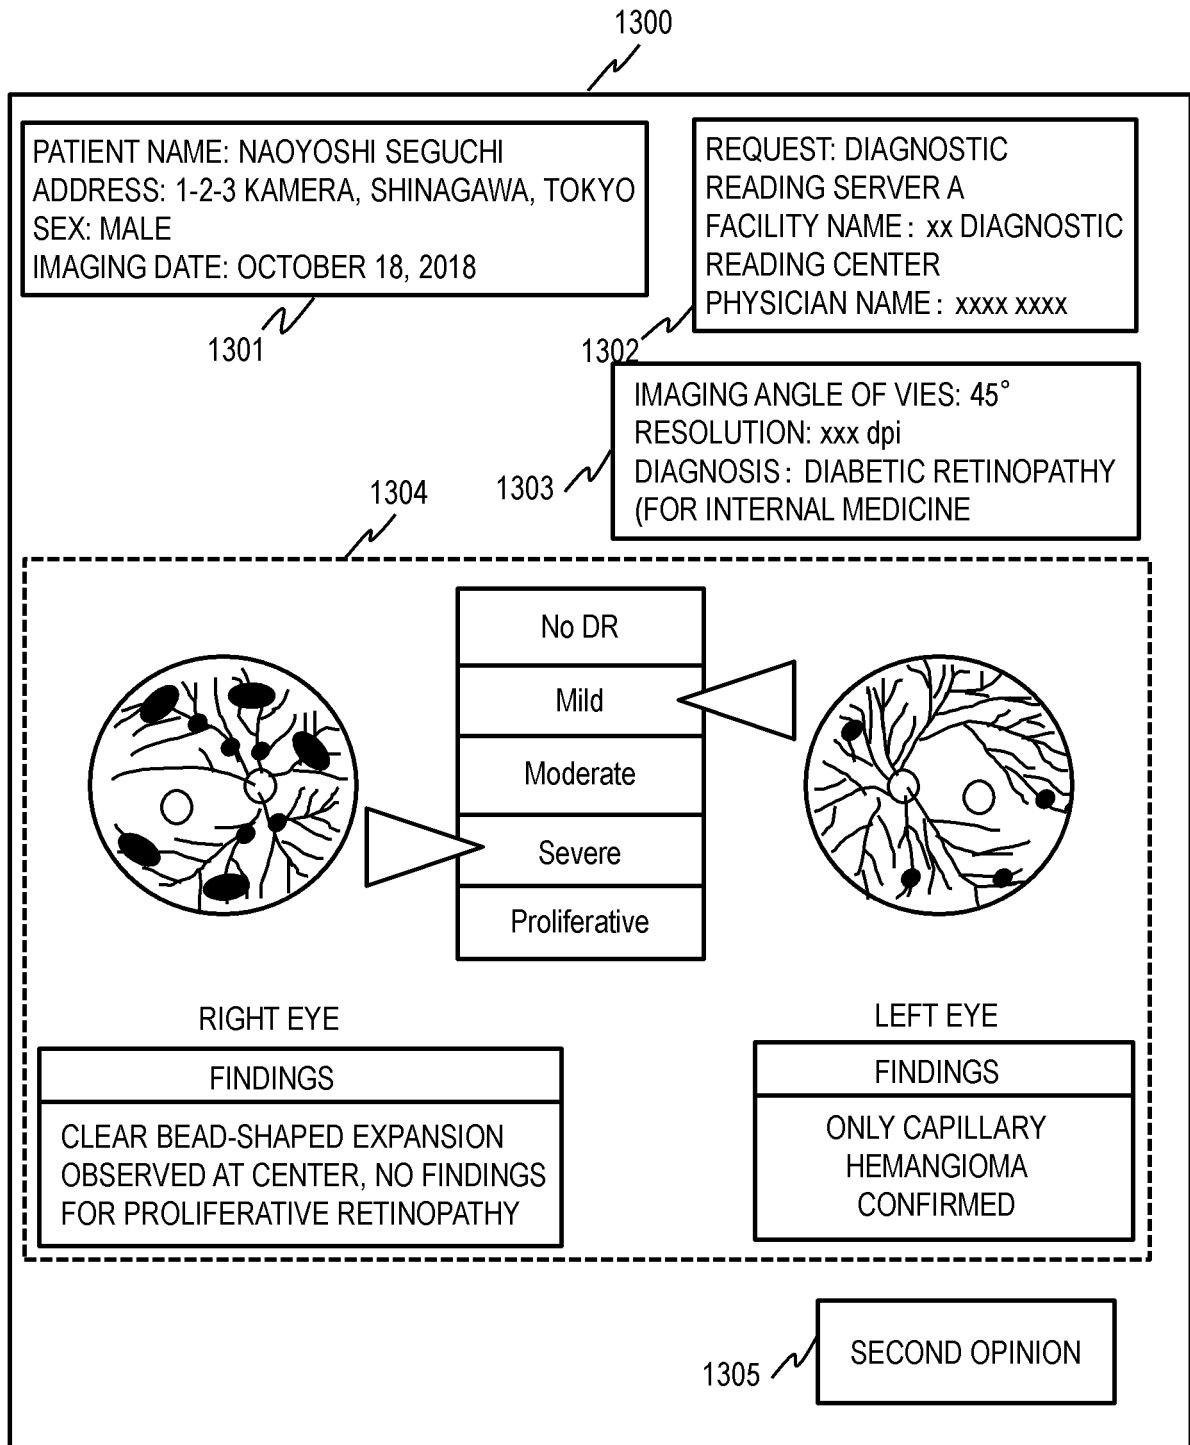 1300
PATIENT NAME: NAOYOSHI SEGUCHI
ADDRESS: 1-2-3 KAMERA, SHINAGAWA, TOKYO
SEX: MALE
IMAGING DATE: OCTOBER 18, 2018
1301
REQUEST: DIAGNOSTIC
READING SERVER A
FACILITY NAME : xx DIAGNOSTIC
READING CENTER
PHYSICIAN NAME : xxxx xxxx
1302
IMAGING ANGLE OF VIES: 45°
RESOLUTION: xxx dpi
DIAGNOSIS : DIABETIC RETINOPATHY
(FOR INTERNAL MEDICINE
1303
1304
No DR
Mild
Moderate
Severe
Proliferative
RIGHT EYE
FINDINGS
CLEAR BEAD-SHAPED EXPANSION
OBSERVED AT CENTER, NO FINDINGS
FOR PROLIFERATIVE RETINOPATHY
LEFT EYE
FINDINGS
ONLY CAPILLARY
HEMANGIOMA
CONFIRMED
SECOND OPINION
1305